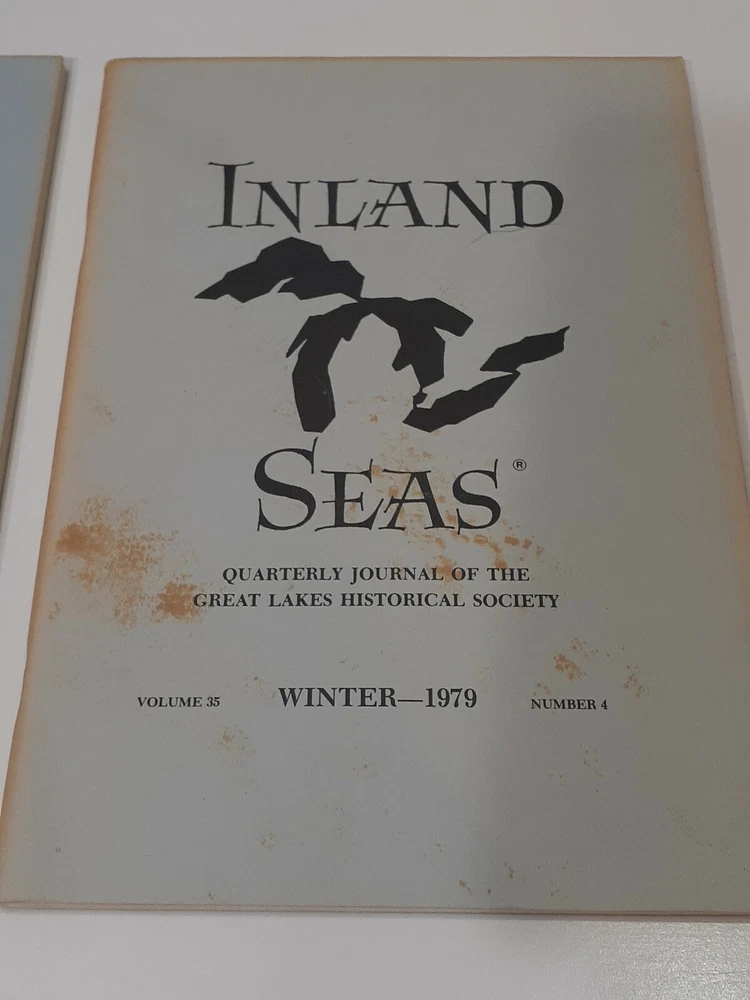 INLAND
SEAS®
QUARTERLY JOURNAL OF THE
GREAT LAKES HISTORICAL SOCIETY
VOLUME 35 WINTER—1979 NUMBER 4